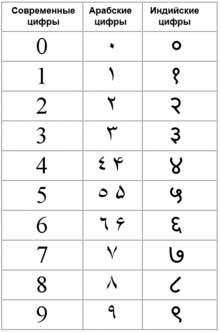 Современные цифры Арабские цифры Индийские цифры
0 ٠ ०
1 ١ १
2 ٢ २
3 ٣ ३
4 ٤ ۴ ४
5 ٥ ۵ ५
6 ٦ ۶ ६
7 ٧ ७
8 ٨ ८
9 ٩ ९